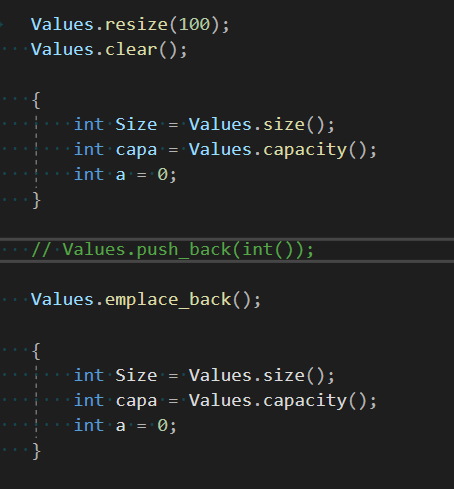 Values.resize(100);
Values.clear();
{
int Size = Values.size();
int capa = Values.capacity();
int a = 0;
}
// Values.push_back(int());
Values.emplace_back();
{
int Size = Values.size();
int capa = Values.capacity();
int a = 0;
}